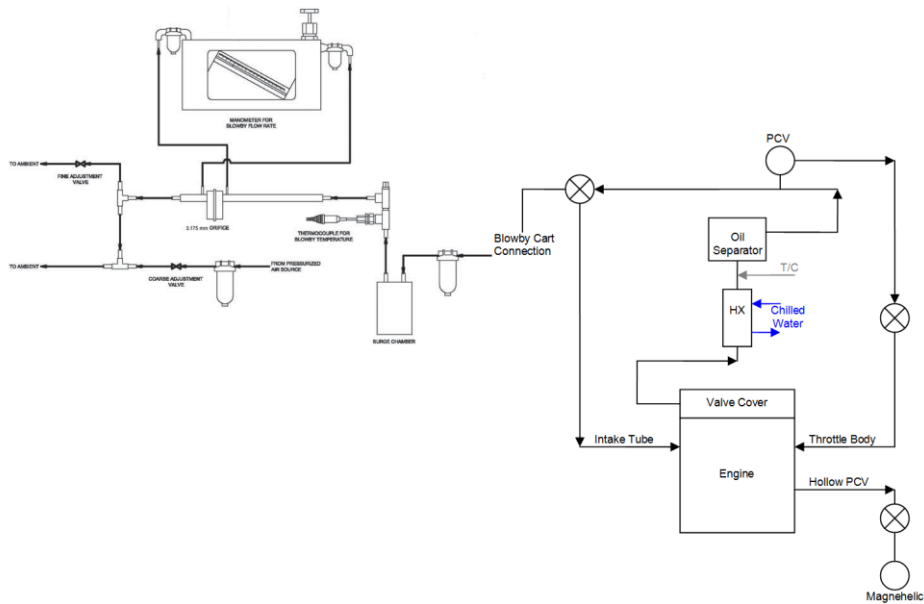 MANOMETER FOR
BLOWBY FLOW RATE
TO AMBIENT
FINE ADJUSTMENT
VALVE
3.175 mm ORIFICE
THERMOCOUPLE FOR
BLOWBY TEMPERATURE
TO AMBIENT
COARSE ADJUSTMENT
VALVE
FROM PRESSURIZED
AIR SOURCE
SURGE CHAMBER
Blowby Cart
Connection
PCV
Oil
Separator
T/C
HX
Chilled
Water
Valve Cover
Intake Tube
Throttle Body
Engine
Hollow PCV
Magnehelic